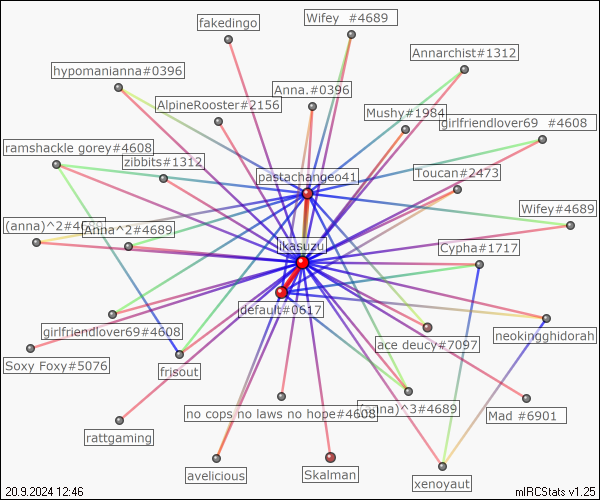 fakedingo
Wifey #4689
Annarchist#1312
hypomanianna#0396
Anna.#0396
AlpineRooster#2156
Mushy#1984
girlfriendlover69 #4608
ramshackle gorey#4608
zibbits#1312
pastachangeo41
Toucan#2473
(anna)^2#4
Anna^2#4689
Wifey#4689
ikasuzu
Cypha#1717
default#0617
girlfriendlover69#4608
neokingghidorah
ace deucy#7097
Soxy Foxy#5076
frisout
no cops no laws no hope#4608
)^3#4689
Mad #6901
rattgaming
avelicious
Skalman
xenoyaut
20.9.2024 12:46
mIRCStats v1.25